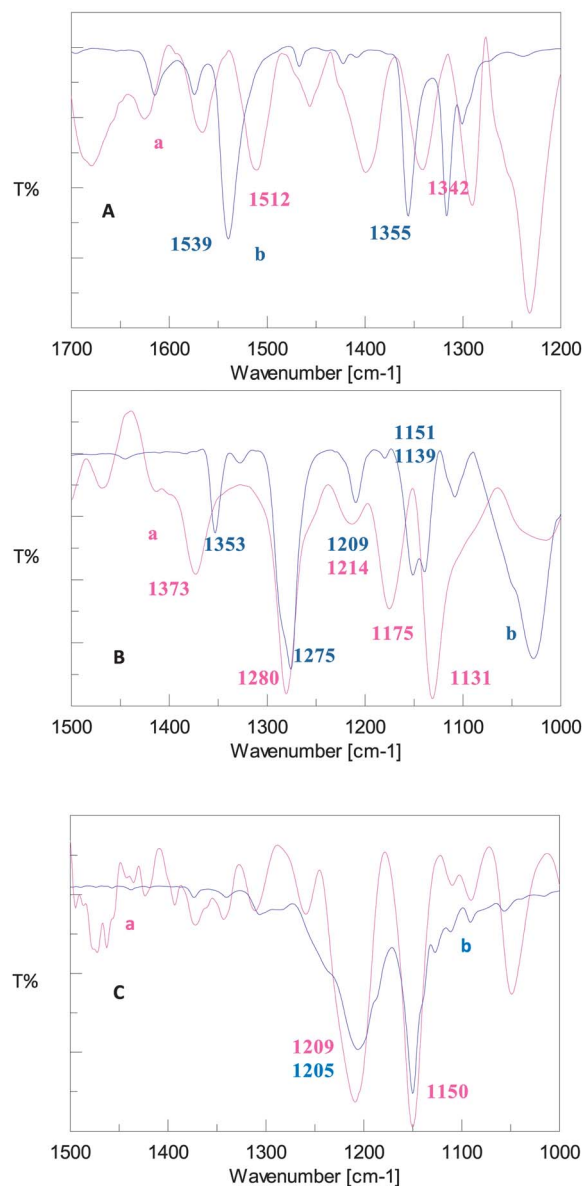 a
1342
1512
T%
A
1539
b
1355
1700 1600 1500 1400 1300 1200
Wavenumber [cm-1]
1151
1139
a
T%
1353
1209
1373
1214
1175
b
B
1280
1275
1131
1500 1400 1300 1200 1100 1000
Wavenumber [cm-1]
a
b
T%
C
1209
1205
1150
1500 1400 1300 1200 1100 1000
Wavenumber [cm-1]